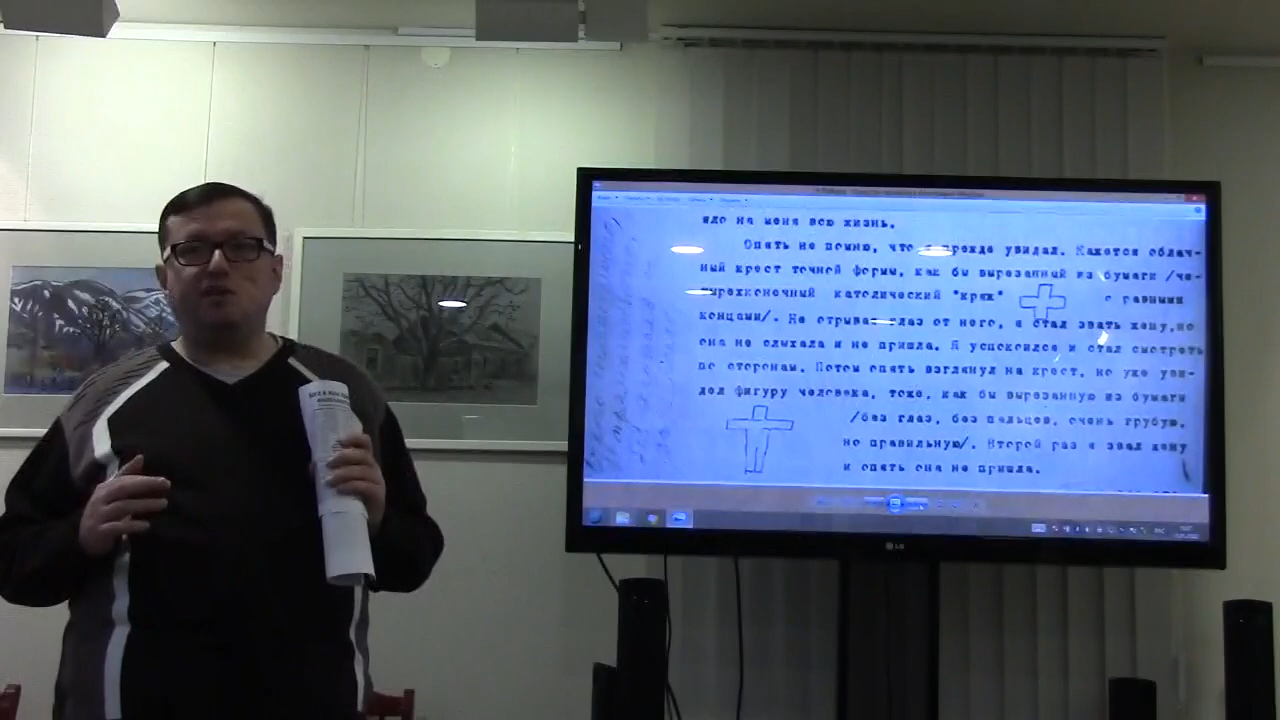 яло на меня всю жизнь.
Опять не помню, что я прежде увидал. Кажется облач-
ный крест точной формы, как бы вырезанный из бумаги /че-
тырехконечный католический "крыж" с равными
концами/. Не отрывая глаз от него, я стал звать жену, но
она не слыхала и не пришла. Я успокоился и стал смотреть
по сторонам. Потом опять взглянул на крест, но уже уви-
дел фигуру человека, тоже, как бы вырезанную из бумаги
/без глаз, без пальцев, очень грубую,
но правильную/. Второй раз я звал жену
и опять она не пришла.
LG